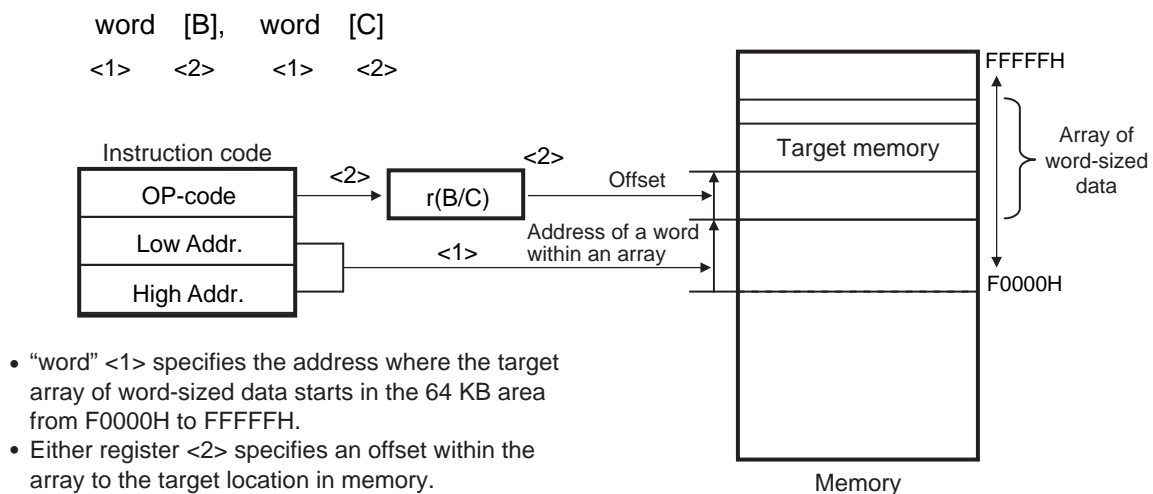 word [B], word [C]
<1> <2> <1> <2>
FFFFFH
Instruction code
OP-code
Low Addr.
High Addr.
<2>
r(B/C)
<2>
Offset
Address of a word
within an array
<1>
Target memory
Array of
word-sized
data
F0000H
Memory
• “word” <1> specifies the address where the target
array of word-sized data starts in the 64 KB area
from F0000H to FFFFFH.
• Either register <2> specifies an offset within the
array to the target location in memory.